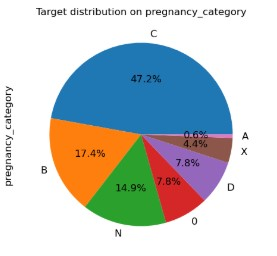 Target distribution on pregnancy_category
C
47.2%
0.6%
A
4.4%
X
pregnancy_category
17.4%
7.8%
B
14.9%
7.8%
D
N
0